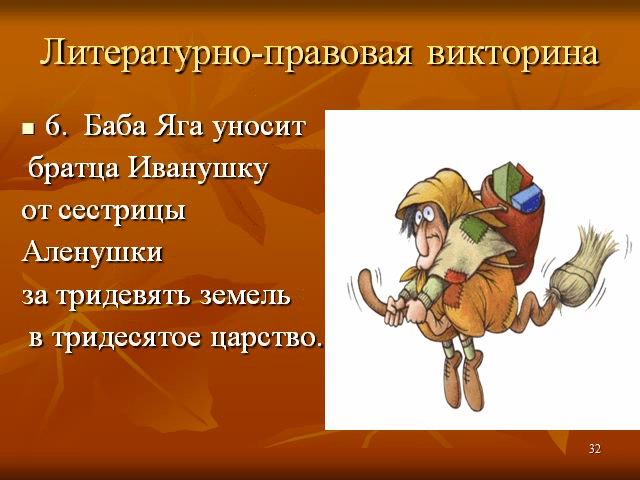 Литературно-правовая викторина
6. Баба Яга уносит
братца Иванушку
от сестрицы
Аленушки
за тридевять земель
в тридесятое царство.
32